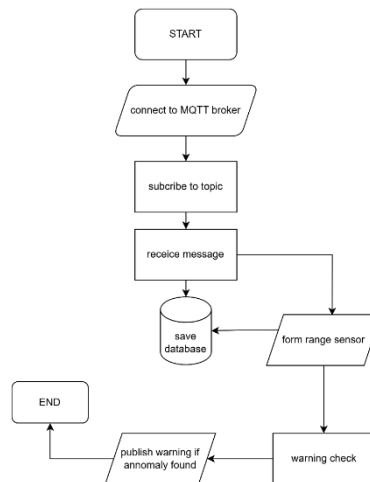 START
connect to MQTT broker
subcribe to topic
receice message
save
database
form range sensor
END
publish warning if
annomaly found
warning check